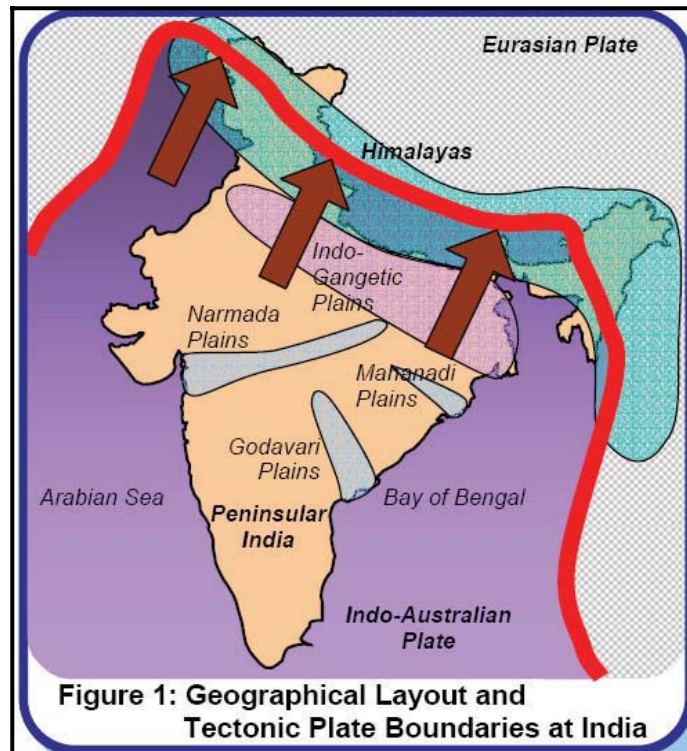 Eurasian Plate
Himalayas
Indo-
Gangetic
Plains
Narmada
Plains
Mahanadi
Plains
Godavari
Plains
Arabian Sea
Peninsular
India
Bay of Bengal
Indo-Australian
Plate
Figure 1: Geographical Layout and
Tectonic Plate Boundaries at India